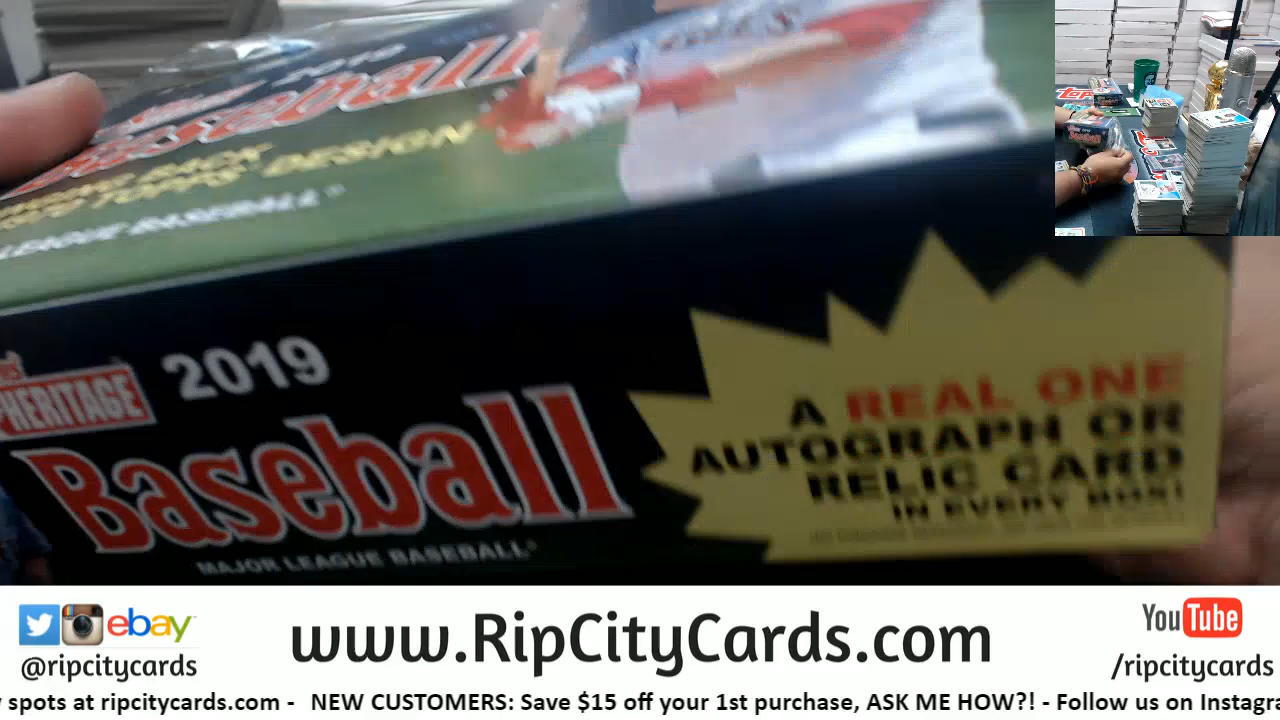 2019
Baseball
DESIGN
HERITAGE
2019
Baseball
MAJOR LEAGUE BASEBALL
A REAL ONE
AUTOGRAPH OR
RELIC CARD
IN EVERY BOX!
ebay
@ripcitycards
www.RipCityCards.com
YouTube
/ripcitycards
spots at ripcitycards.com - NEW CUSTOMERS: Save $15 off your 1st purchase, ASK ME HOW?! - Follow us on Instagra